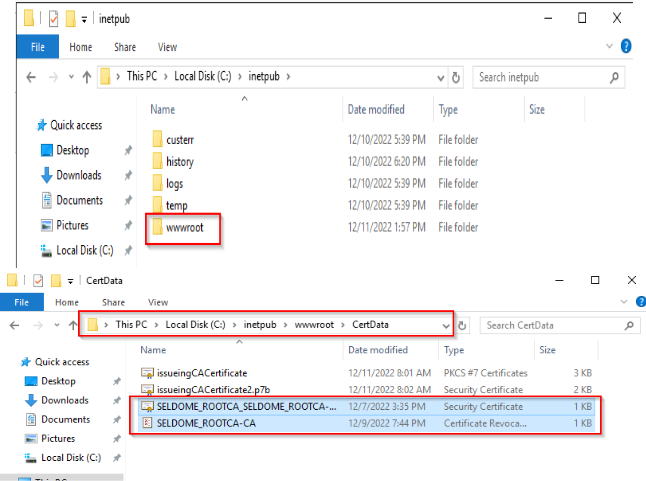 inetpub
File Home Share View
This PC > Local Disk (C:) > inetpub > Search inetpub
Name Date modified Type Size
Quick access
Desktop
Downloads
Documents
Pictures
Local Disk (C:)
custerr 12/10/2022 5:39 PM File folder
history 12/10/2022 6:20 PM File folder
logs 12/10/2022 5:39 PM File folder
temp 12/10/2022 5:39 PM File folder
wwwroot 12/11/2022 1:57 PM File folder
CertData
File Home Share View
This PC > Local Disk (C:) > inetpub > wwwroot > CertData Search CertData
Name Date modified Type Size
Quick access
Desktop
Downloads
Documents
Pictures
Local Disk (C:)
issueingCACertificate 12/11/2022 8:01 AM PKCS #7 Certificates 3 KB
issueingCACertificate2.p7b 12/11/2022 8:02 AM Security Certificate 2 KB
SELDOME_ROOTCA_SELDOME_ROOTCA-... 12/7/2022 3:35 PM Security Certificate 1 KB
SELDOME_ROOTCA-CA 12/9/2022 7:44 PM Certificate Revoca... 1 KB